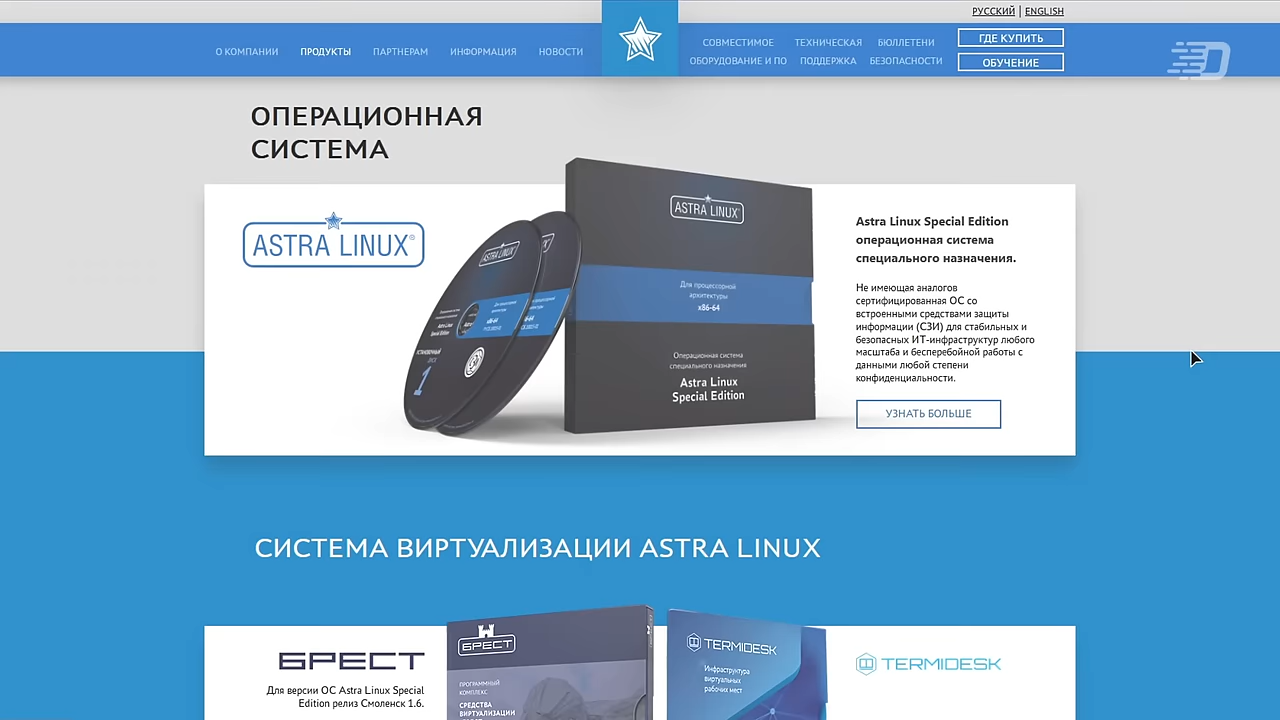 РУССКИЙ | ENGLISH
О КОМПАНИИ ПРОДУКТЫ ПАРТНЕРАМ ИНФОРМАЦИЯ НОВОСТИ
СОВМЕСТИМОЕ ОБОРУДОВАНИЕ И ПО
ТЕХНИЧЕСКАЯ ПОДДЕРЖКА
БЮЛЛЕТЕНИ БЕЗОПАСНОСТИ
ГДЕ КУПИТЬ
ОБУЧЕНИЕ
ОПЕРАЦИОННАЯ
СИСТЕМА
ASTRA LINUX®
ASTRA LINUX
ASTRA LINUX
Для процессорной
архитектуры
x86-64
Операционная система
специального назначения
Astra Linux
Special Edition
1
Astra Linux Special Edition
операционная система
специального назначения.
Не имеющая аналогов
сертифицированная ОС со
встроенными средствами защиты
информации (СЗИ) для стабильных и
безопасных ИТ-инфраструктур любого
масштаба и бесперебойной работы с
данными любой степени
конфиденциальности.
УЗНАТЬ БОЛЬШЕ
СИСТЕМА ВИРТУАЛИЗАЦИИ ASTRA LINUX
БРЕСТ
Для версии ОС Astra Linux Special
Edition релиз Смоленск 1.6.
БРЕСТ
ПРОГРАММНЫЙ
КОМПЛЕКС
СРЕДСТВА
ВИРТУАЛИЗАЦИИ
TERMIDESK
Инфраструктура
виртуальных
рабочих мест
TERMIDESK